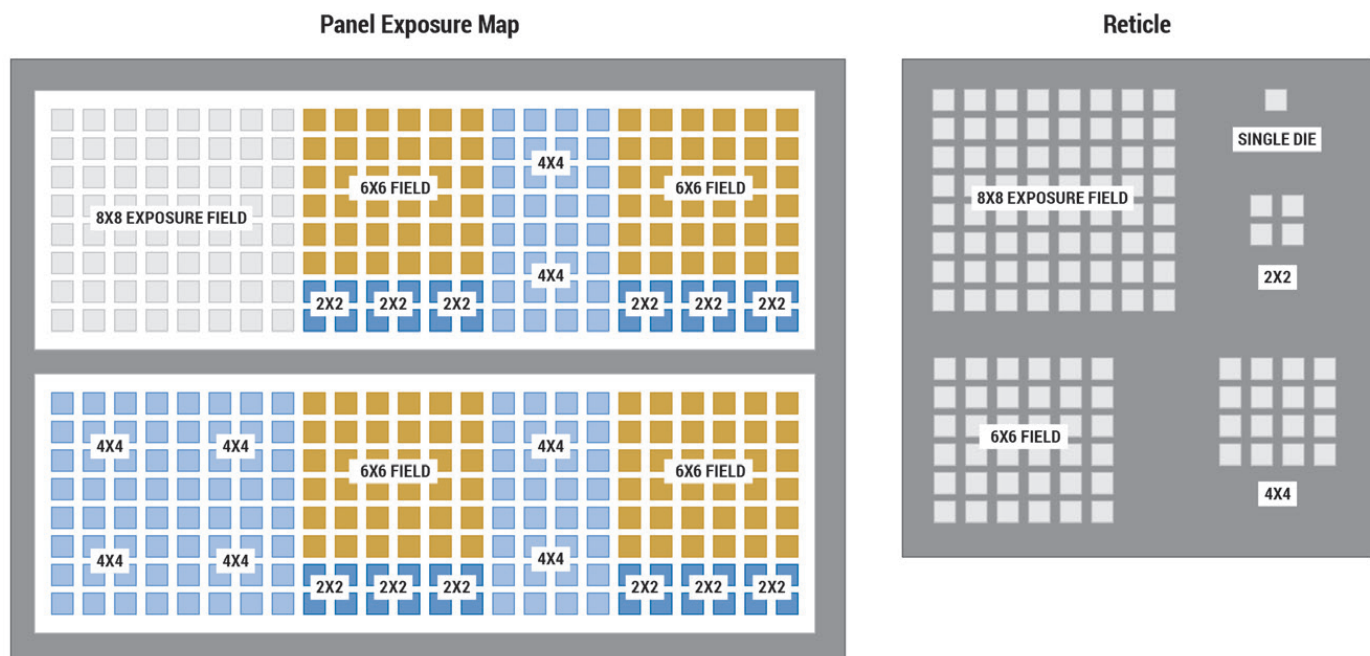 Panel Exposure Map
8X8 EXPOSURE FIELD
6X6 FIELD
4X4
6X6 FIELD
4X4
2X2
2X2
2X2
2X2
2X2
2X2
4X4
4X4
6X6 FIELD
4X4
6X6 FIELD
4X4
4X4
4X4
2X2
2X2
2X2
2X2
2X2
2X2
Reticle
8X8 EXPOSURE FIELD
SINGLE DIE
2X2
6X6 FIELD
4X4